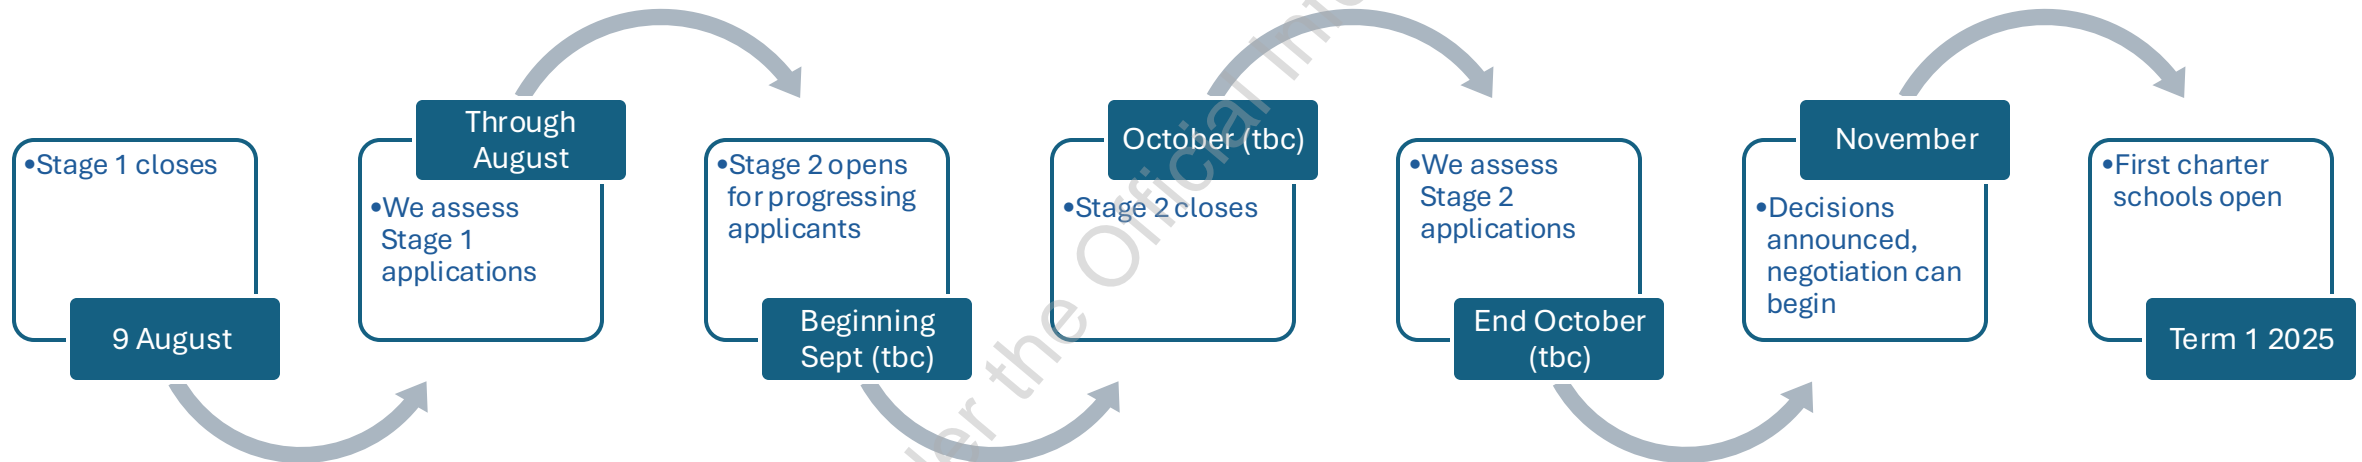 •Stage 1 closes
9 August
Through
August
•We assess
Stage 1
applications
•Stage 2 opens
for progressing
applicants
Beginning
Sept (tbc)
October (tbc)
•Stage 2 closes
•We assess
Stage 2
applications
End October
(tbc)
November
•Decisions
announced,
negotiation can
begin
•First charter
schools open
Term 1 2025
the Official